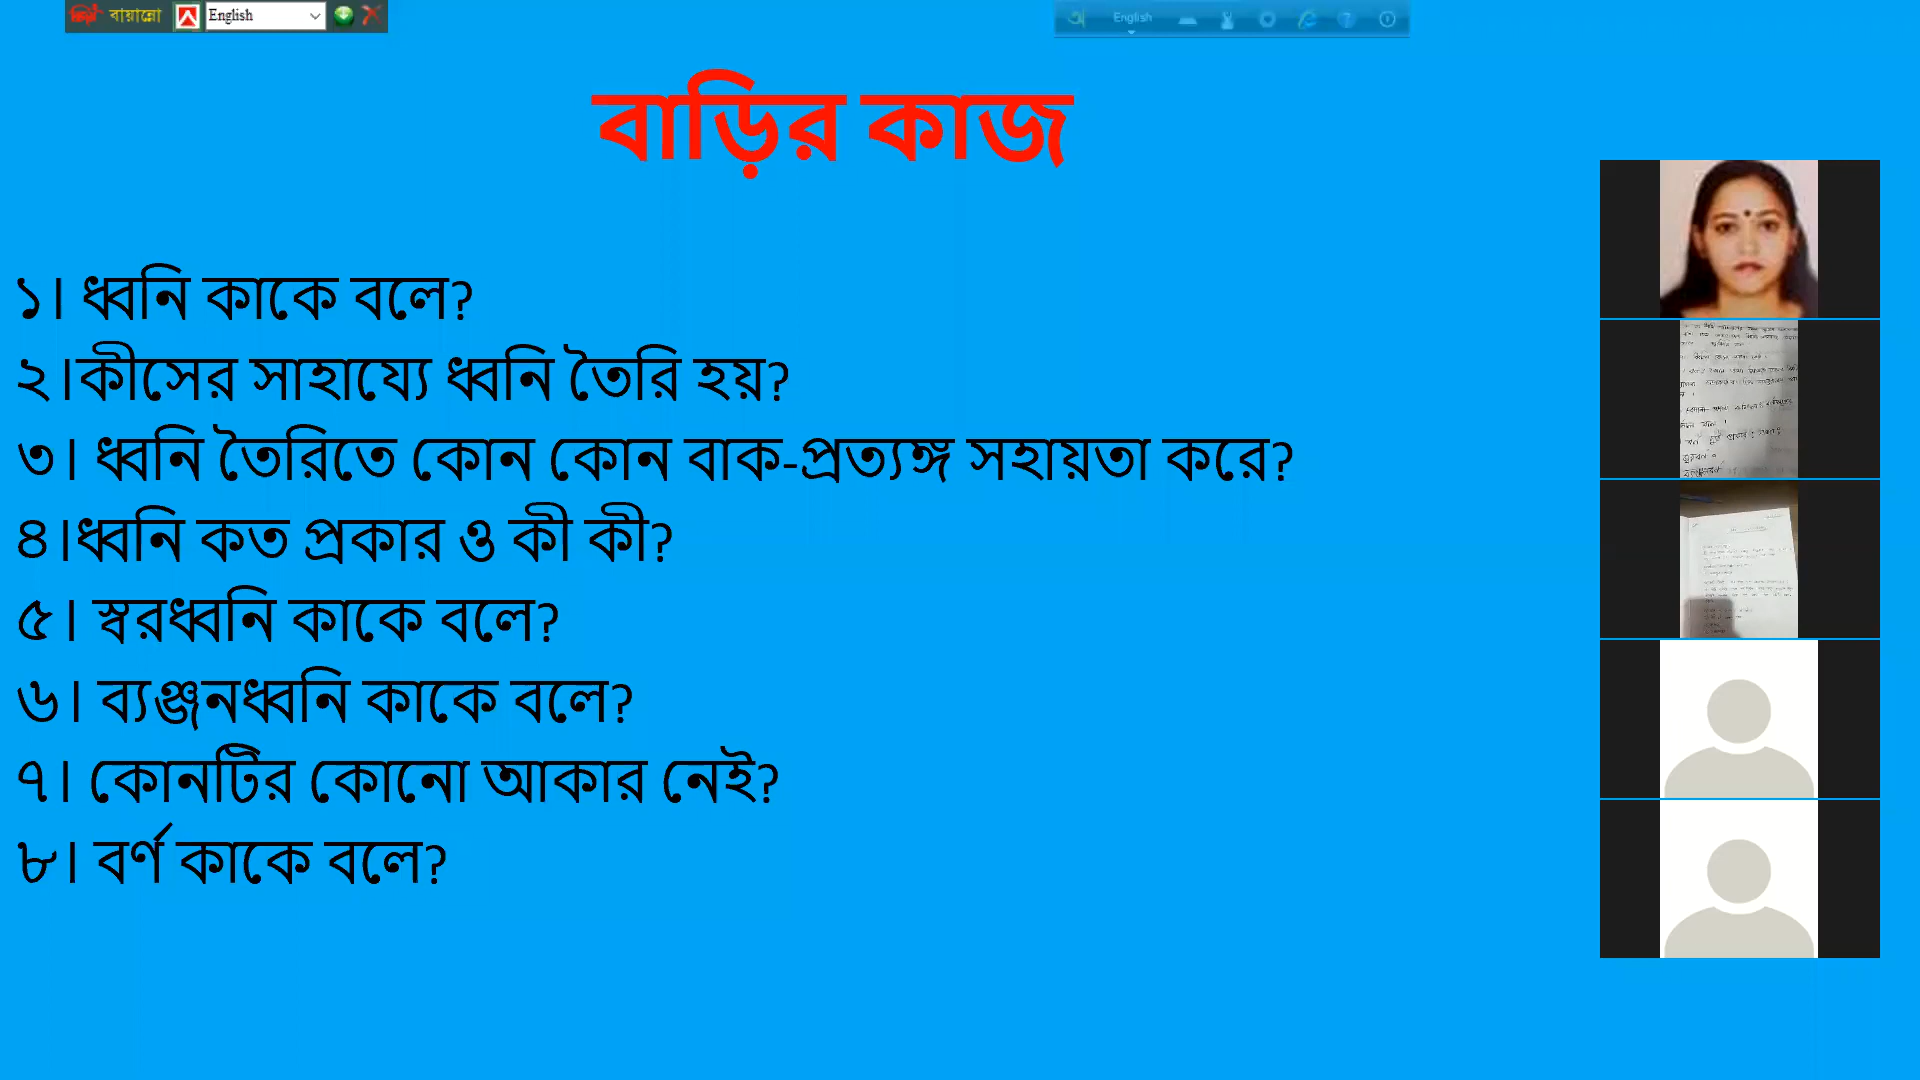 বায়ান্নো
English
English
বাড়ির কাজ
১। ধ্বনি কাকে বলে?
২।কীসের সাহায্যে ধ্বনি তৈরি হয়?
৩। ধ্বনি তৈরিতে কোন কোন বাক-প্রত্যঙ্গ সহায়তা করে?
৪।ধ্বনি কত প্রকার ও কী কী?
৫। স্বরধ্বনি কাকে বলে?
৬। ব্যঞ্জনধ্বনি কাকে বলে?
৭। কোনটির কোনো আকার নেই?
৮। বর্ণ কাকে বলে?